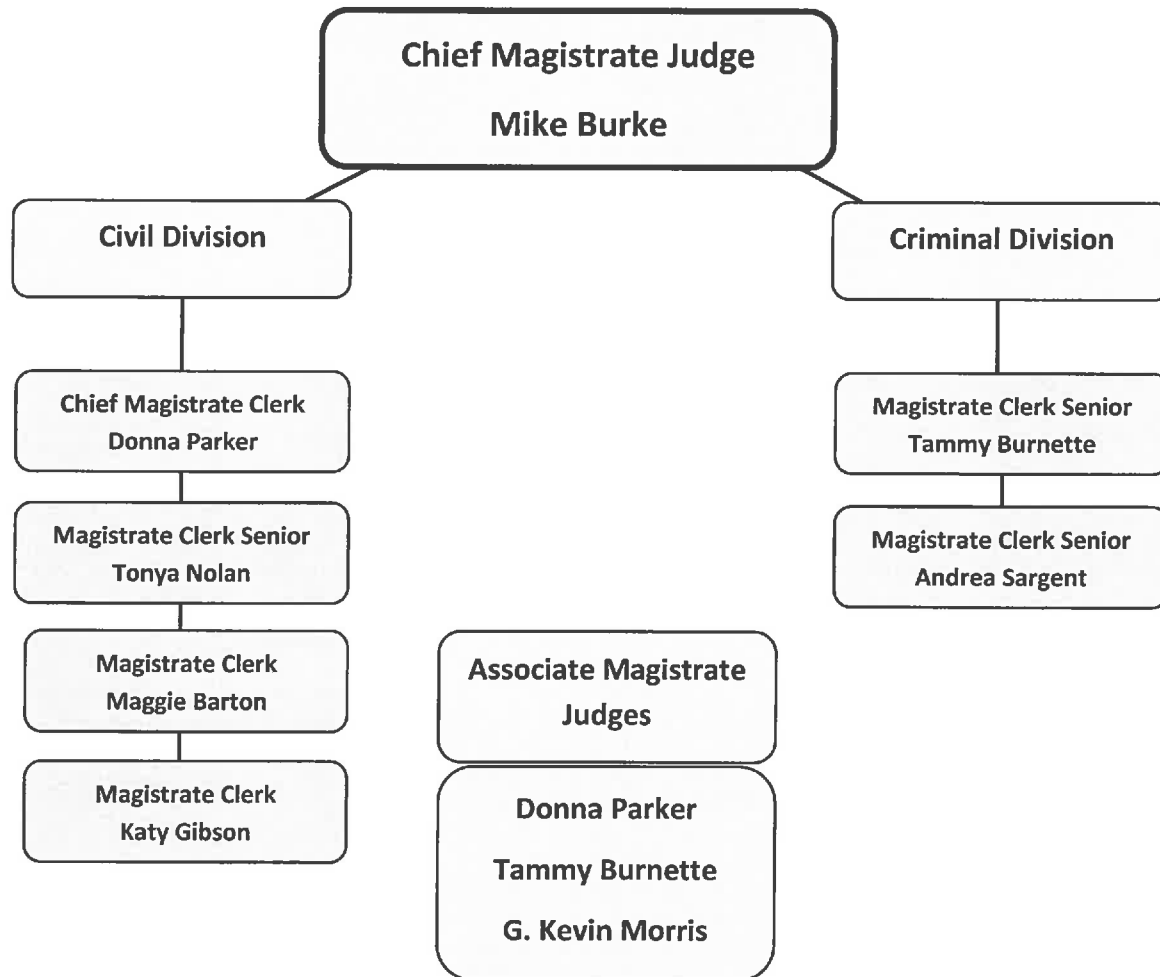 Chief Magistrate Judge
Mike Burke
Civil Division
Criminal Division
Chief Magistrate Clerk
Donna Parker
Magistrate Clerk Senior
Tonya Nolan
Magistrate Clerk
Maggie Barton
Magistrate Clerk
Katy Gibson
Magistrate Clerk Senior
Tammy Burnette
Magistrate Clerk Senior
Andrea Sargent
Associate Magistrate
Judges
Donna Parker
Tammy Burnette
G. Kevin Morris